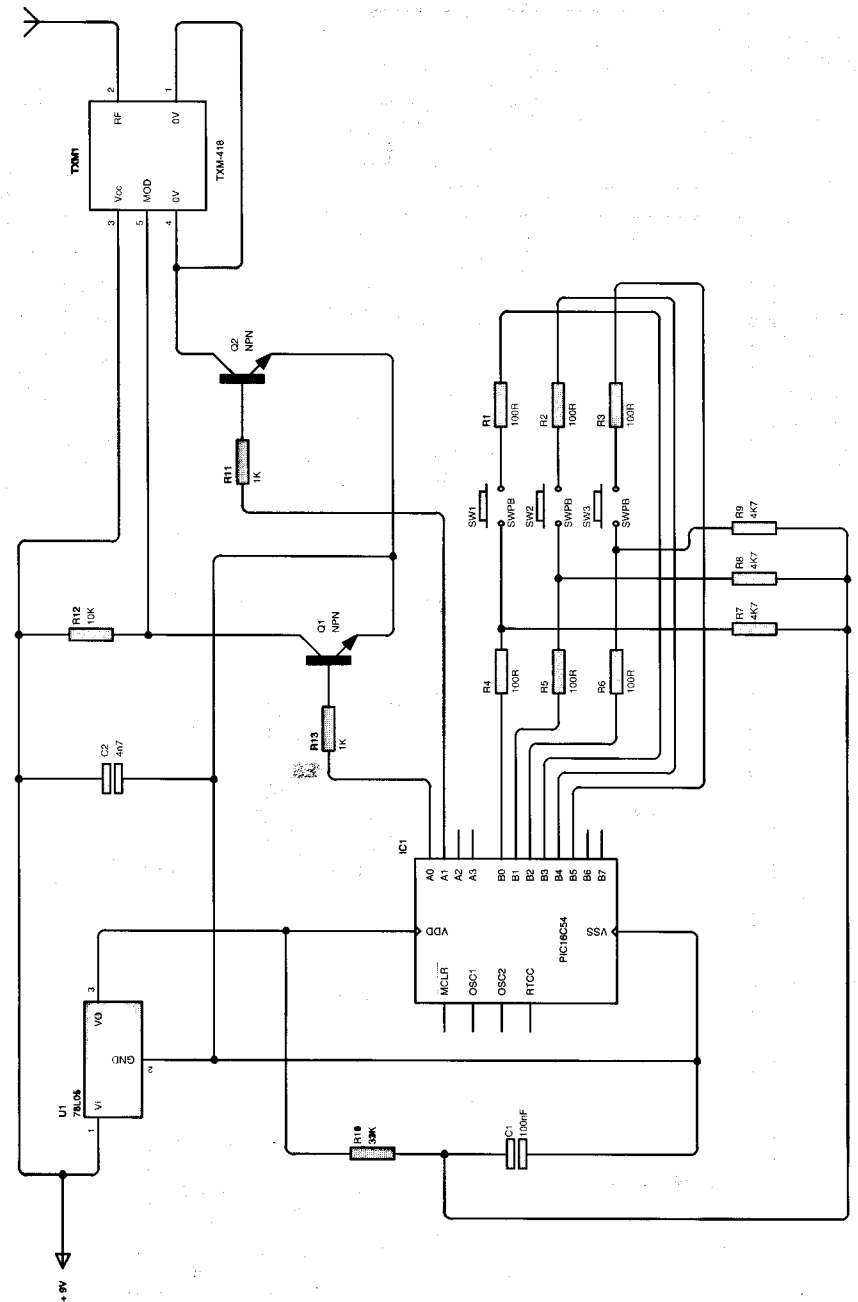 TXM1
2
RF
1
0V
TXM-418
Vcc
MOD
0V
3
5
4
Q2
NPN
R11
1K
R12
10K
Q1
NPN
R13
1K
C2
4n7
R1
100R
R2
100R
R3
100R
SW1
SWPB
SW2
SWPB
SW3
SWPB
R9
4K7
R8
4K7
R7
4K7
R4
100R
R5
100R
R6
100R
IC1
A0
A1
A2
A3
B0
B1
B2
B3
B4
B5
B6
B7
VDD
VSS
PIC16C54
MCLR
OSC1
OSC2
RTCC
U1
78L05
3
VO
GND
2
Vi
1
33K
C1
100nF
+ 9V